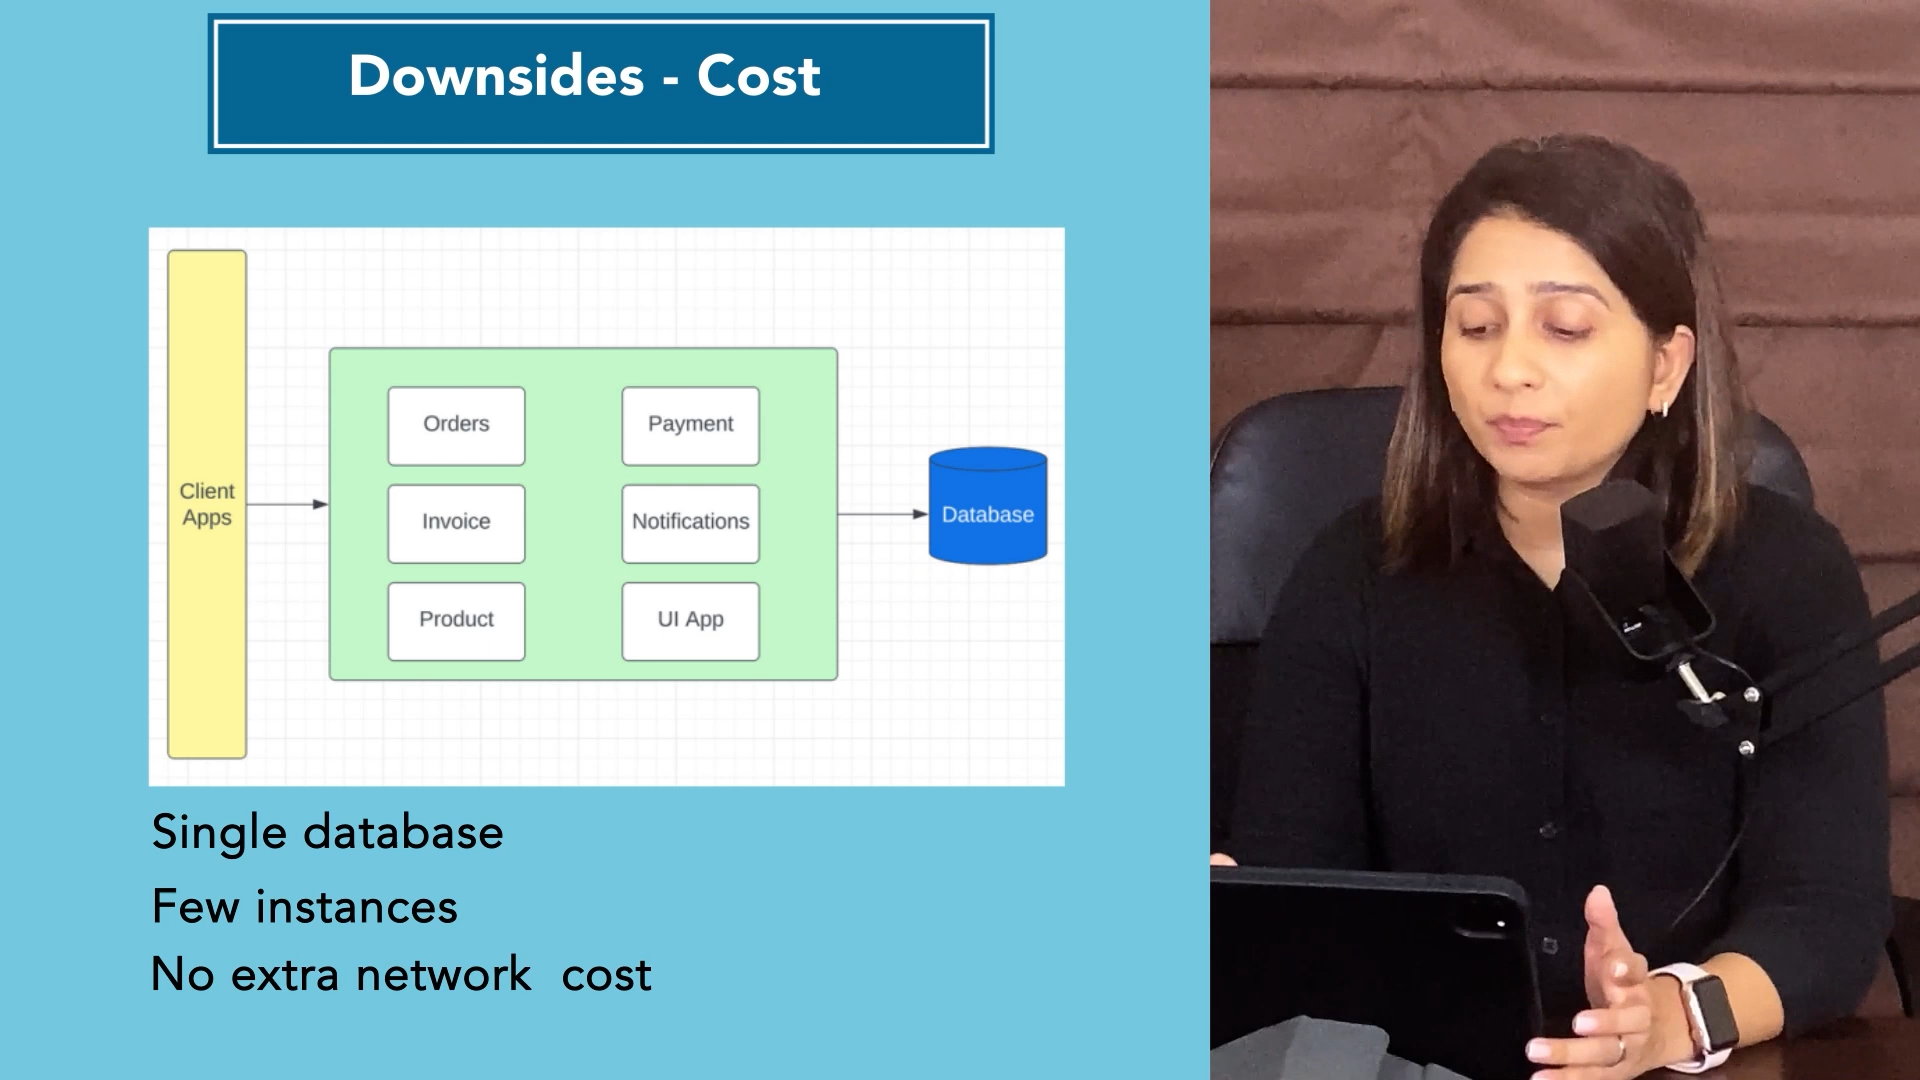 Downsides - Cost
Client
Apps
Orders
Payment
Invoice
Notifications
Product
UI App
Database
Single database
Few instances
No extra network cost